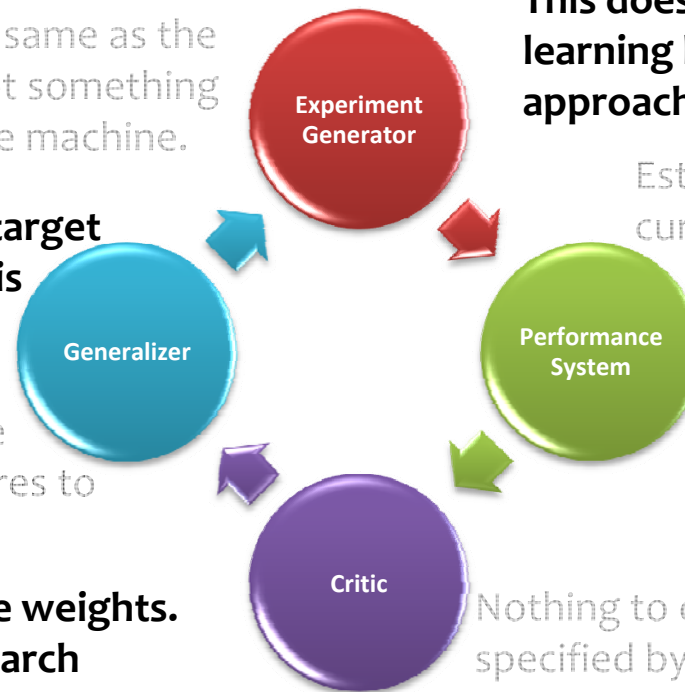 This does
learning
approach
same as the
t something
e machine.
Experiment
Generator
Est
cur
target
is
Generalizer
Performance
System
e
res to
Critic
e weights.
arch
Nothing to
specified by